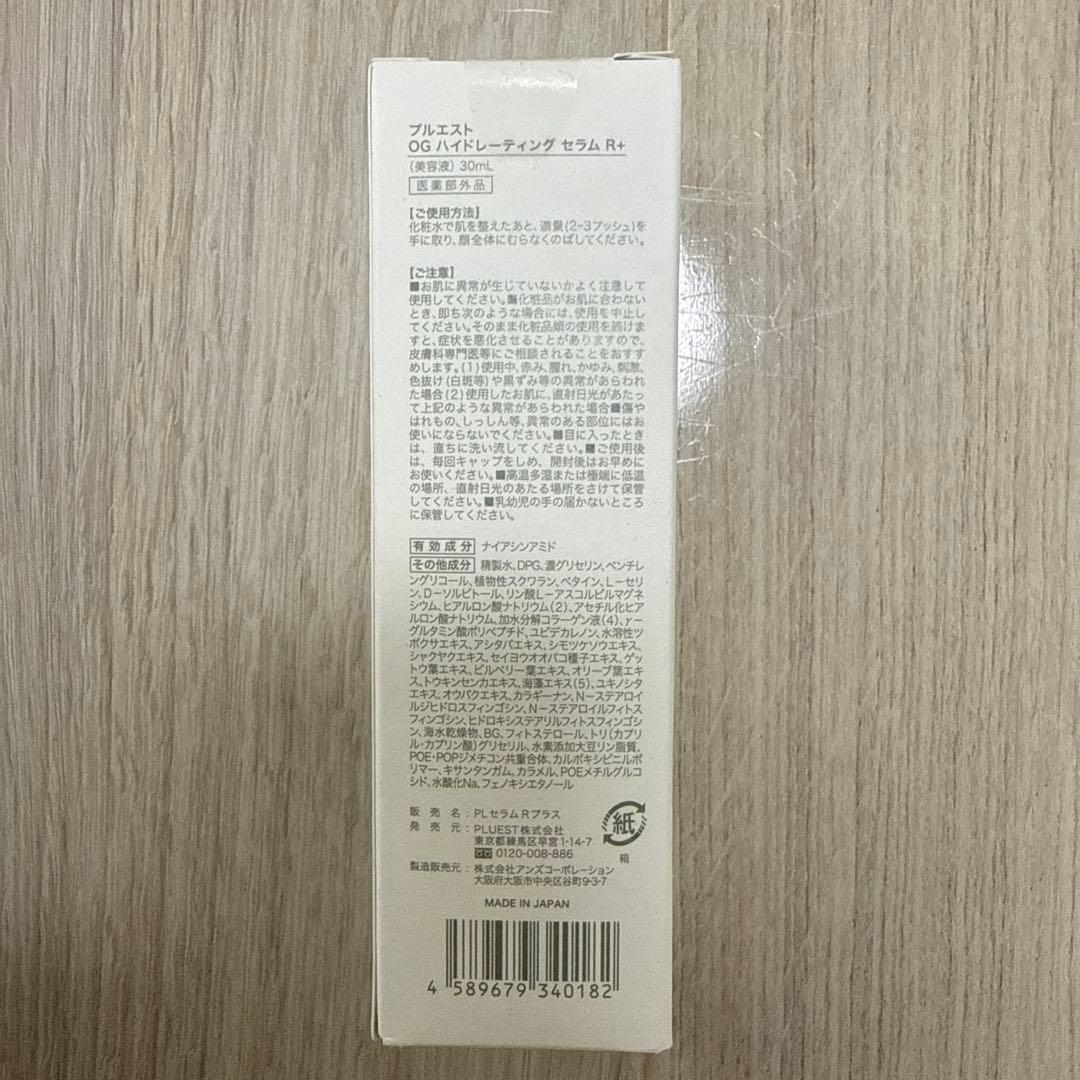 プルエスト
OG ハイドレーティング セラム R+
（美容液）30mL
医薬部外品
【ご使用方法】
化粧水で肌を整えたあと、適量(2~3プッシュ)を
手に取り、顔全体にむらなくのばしてください。
【ご注意】
■お肌に異常が生じていないかよく注意して
使用してください。■化粧品がお肌に合わない
とき、即ち次のような場合には、使用を中止し
てください。そのまま化粧品類の使用を続けま
すと、症状を悪化させることがありますので、
皮膚科専門医等にご相談されることをおすす
めします。(1)使用中、赤み、腫れ、かゆみ、刺激、
色抜け(白斑等)や黒ずみ等の異常があらわれ
た場合(2)使用したお肌に、直射日光があたっ
て上記のような異常があらわれた場合■傷や
はれもの、しっしん等、異常のある部位にはお
使いにならないでください。■目に入ったとき
は、直ちに洗い流してください。■ご使用後
は、毎回キャップをしめ、開封後はお早めに
お使いください。■高温多湿または極端に低温
の場所、直射日光のあたる場所をさけて保管
してください。■乳幼児の手の届かないところ
に保管してください。
有効成分 ナイアシンアミド
その他成分 精製水、DPG、濃グリセリン、ペンチレ
ングリコール、植物性スクワラン、ベタイン、L－セリ
ン、D－ソルビトール、リン酸L－アスコルビルマグネ
シウム、ヒアルロン酸ナトリウム(2)、アセチル化ヒア
ルロン酸ナトリウム、加水分解コラーゲン液(4)、γ－
グルタミン酸ポリペプチド、ユビデカレノン、水溶性ツ
ボクサエキス、アシタバエキス、シモツケソウエキス、
シャクヤクエキス、セイヨウオオバコ種子エキス、ゲッ
トウ葉エキス、ビルベリー葉エキス、オリーブ葉エキ
ス、トウキンセンカエキス、海藻エキス(5)、ユキノシタ
エキス、オウバクエキス、カラギーナン、N－ステアロイ
ルジヒドロスフィンゴシン、N－ステアロイルフィトス
フィンゴシン、ヒドロキシステアリルフィトスフィンゴシ
ン、海水乾燥物、BG、フィトステロール、トリ(カプリ
ル・カプリン酸)グリセリル、水素添加大豆リン脂質、
POE・POPジメチコン共重合体、カルボキシビニルポ
リマー、キサンタンガム、カラメル、POEメチルグルコ
シド、水酸化Na、フェノキシエタノール
販売名：PLセラムRプラス
発売元：PLUEST株式会社
東京都練馬区早宮1-14-7
0120-008-886
製造販売元：株式会社アンズコーポレーション
大阪府大阪市中央区谷町9-3-7
紙
箱
MADE IN JAPAN
4 589679 340182